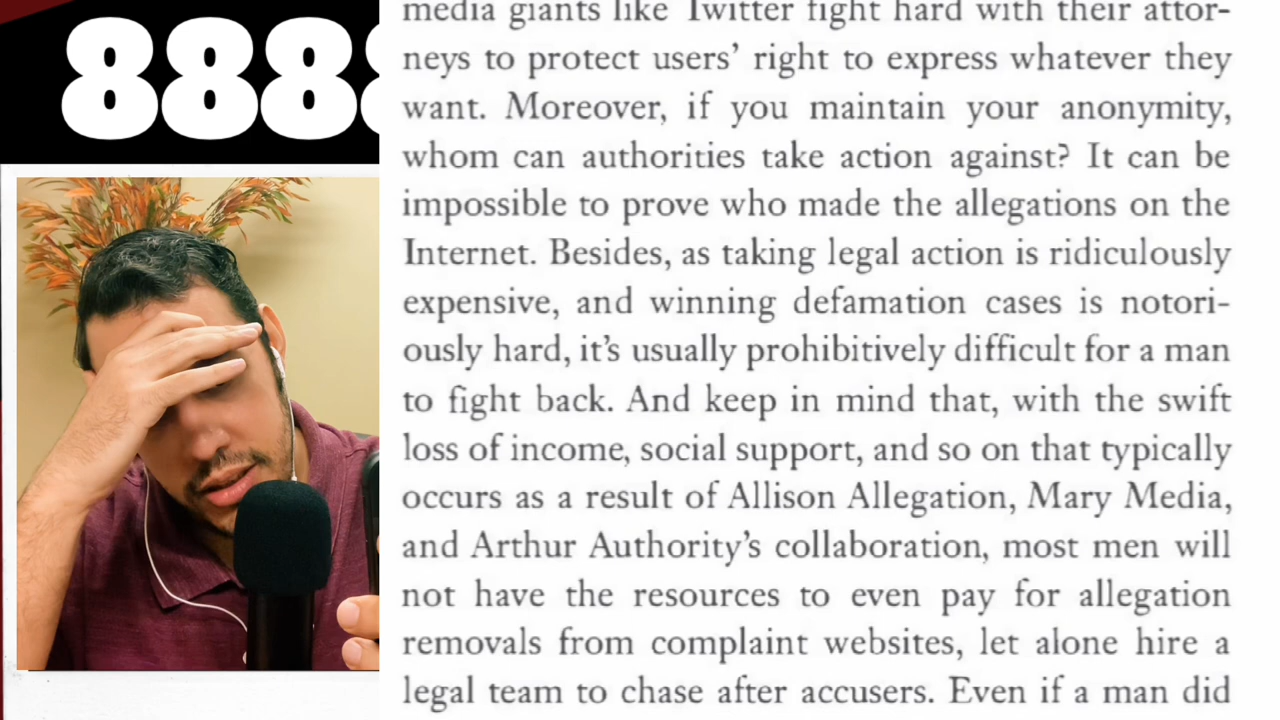 8888
media giants like Twitter fight hard with their attor-
neys to protect users' right to express whatever they
want. Moreover, if you maintain your anonymity,
whom can authorities take action against? It can be
impossible to prove who made the allegations on the
Internet. Besides, as taking legal action is ridiculously
expensive, and winning defamation cases is notori-
ously hard, it's usually prohibitively difficult for a man
to fight back. And keep in mind that, with the swift
loss of income, social support, and so on that typically
occurs as a result of Allison Allegation, Mary Media,
and Arthur Authority's collaboration, most men will
not have the resources to even pay for allegation
removals from complaint websites, let alone hire a
legal team to chase after accusers. Even if a man did